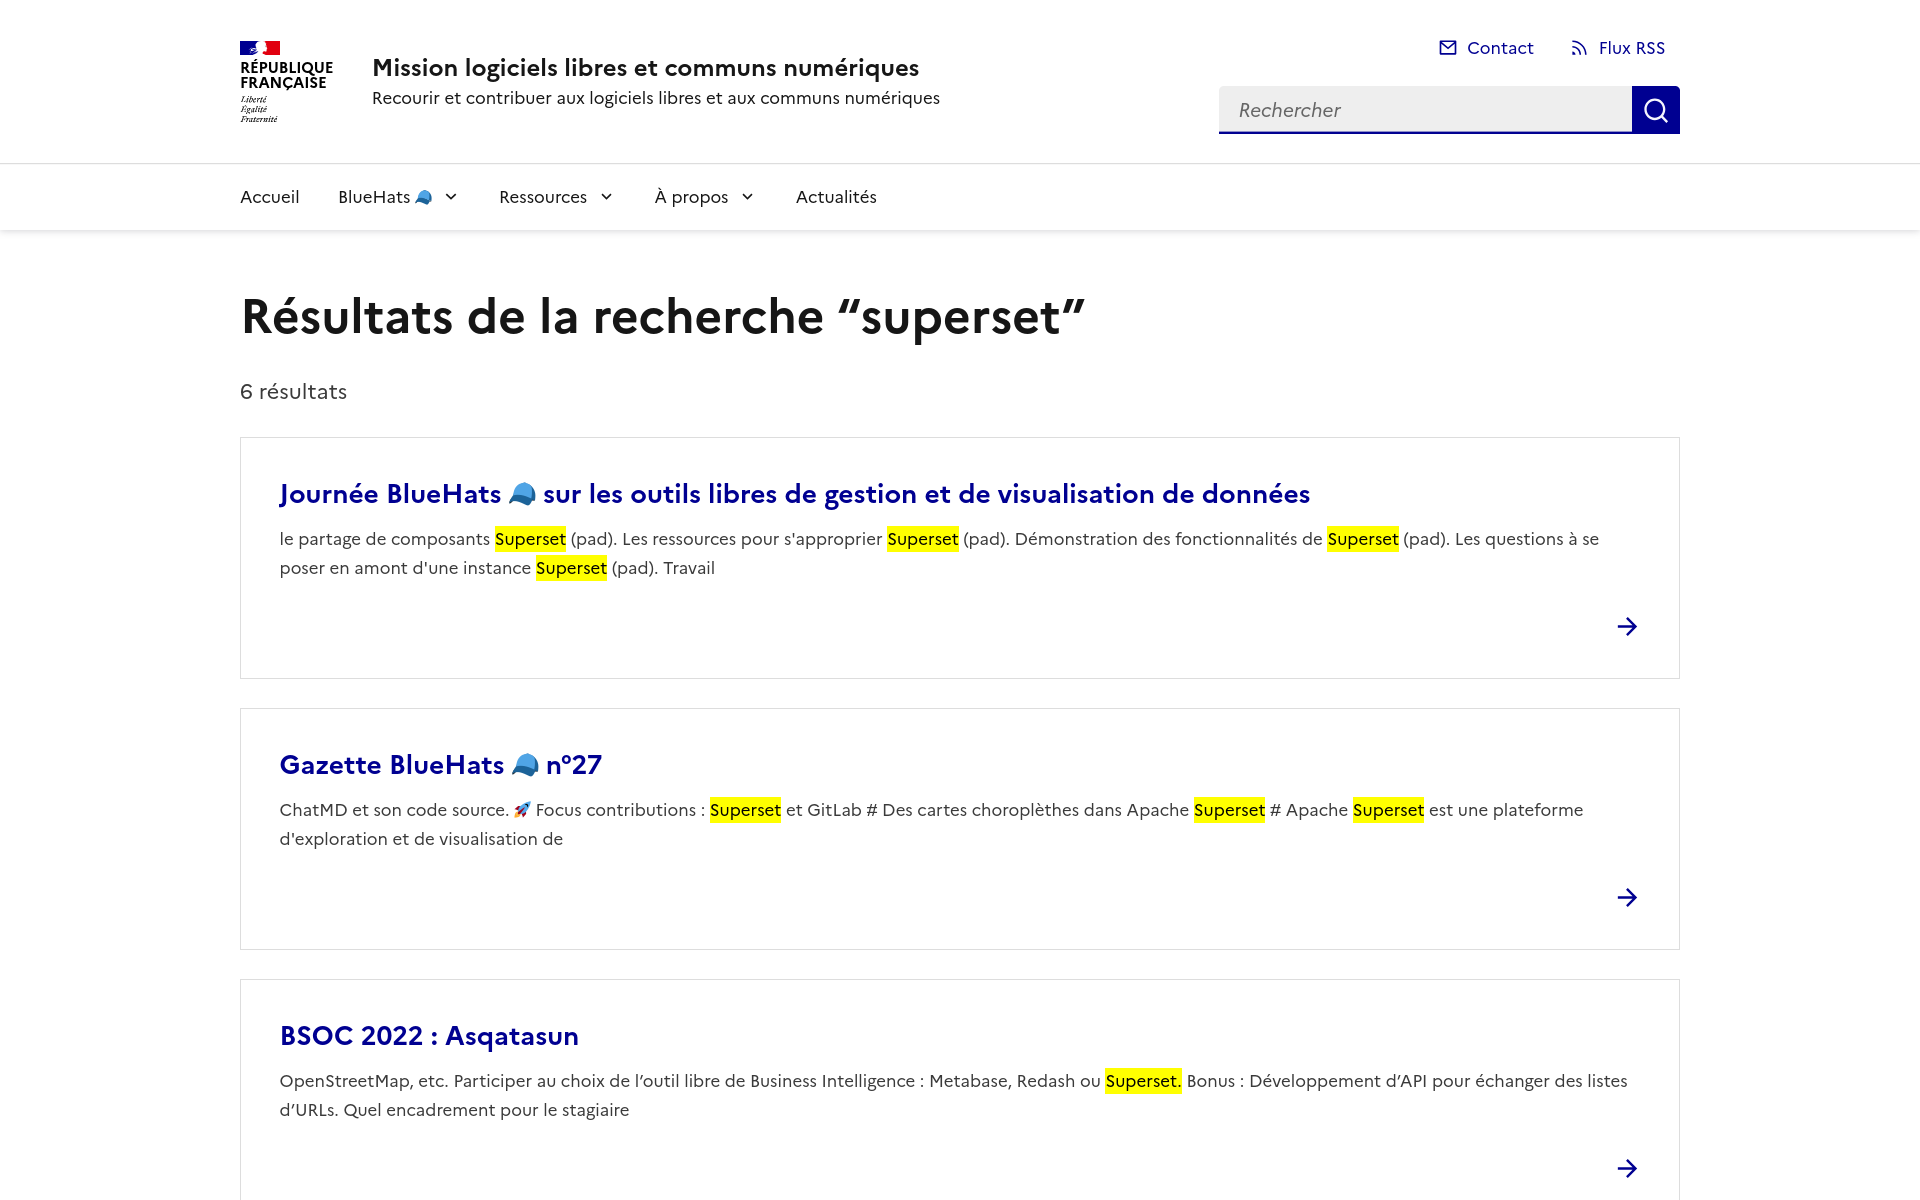 RÉPUBLIQUE
FRANÇAISE
Liberté
Égalité
Fraternité
Mission logiciels libres et communs numériques
Recourir et contribuer aux logiciels libres et aux communs numériques
Contact
Flux RSS
Rechercher
Accueil
BlueHats 🧢
Ressources
À propos
Actualités
Résultats de la recherche “superset”
6 résultats
Journée BlueHats 🧢 sur les outils libres de gestion et de visualisation de données
le partage de composants Superset (pad). Les ressources pour s'approprier Superset (pad). Démonstration des fonctionnalités de Superset (pad). Les questions à se
poser en amont d'une instance Superset (pad). Travail
Gazette BlueHats 🧢 n°27
ChatMD et son code source. 🚀 Focus contributions : Superset et GitLab # Des cartes choroplèthes dans Apache Superset # Apache Superset est une plateforme
d'exploration et de visualisation de
BSOC 2022 : Asqatasun
OpenStreetMap, etc. Participer au choix de l’outil libre de Business Intelligence : Metabase, Redash ou Superset. Bonus : Développement d’API pour échanger des listes
d’URLs. Quel encadrement pour le stagiaire